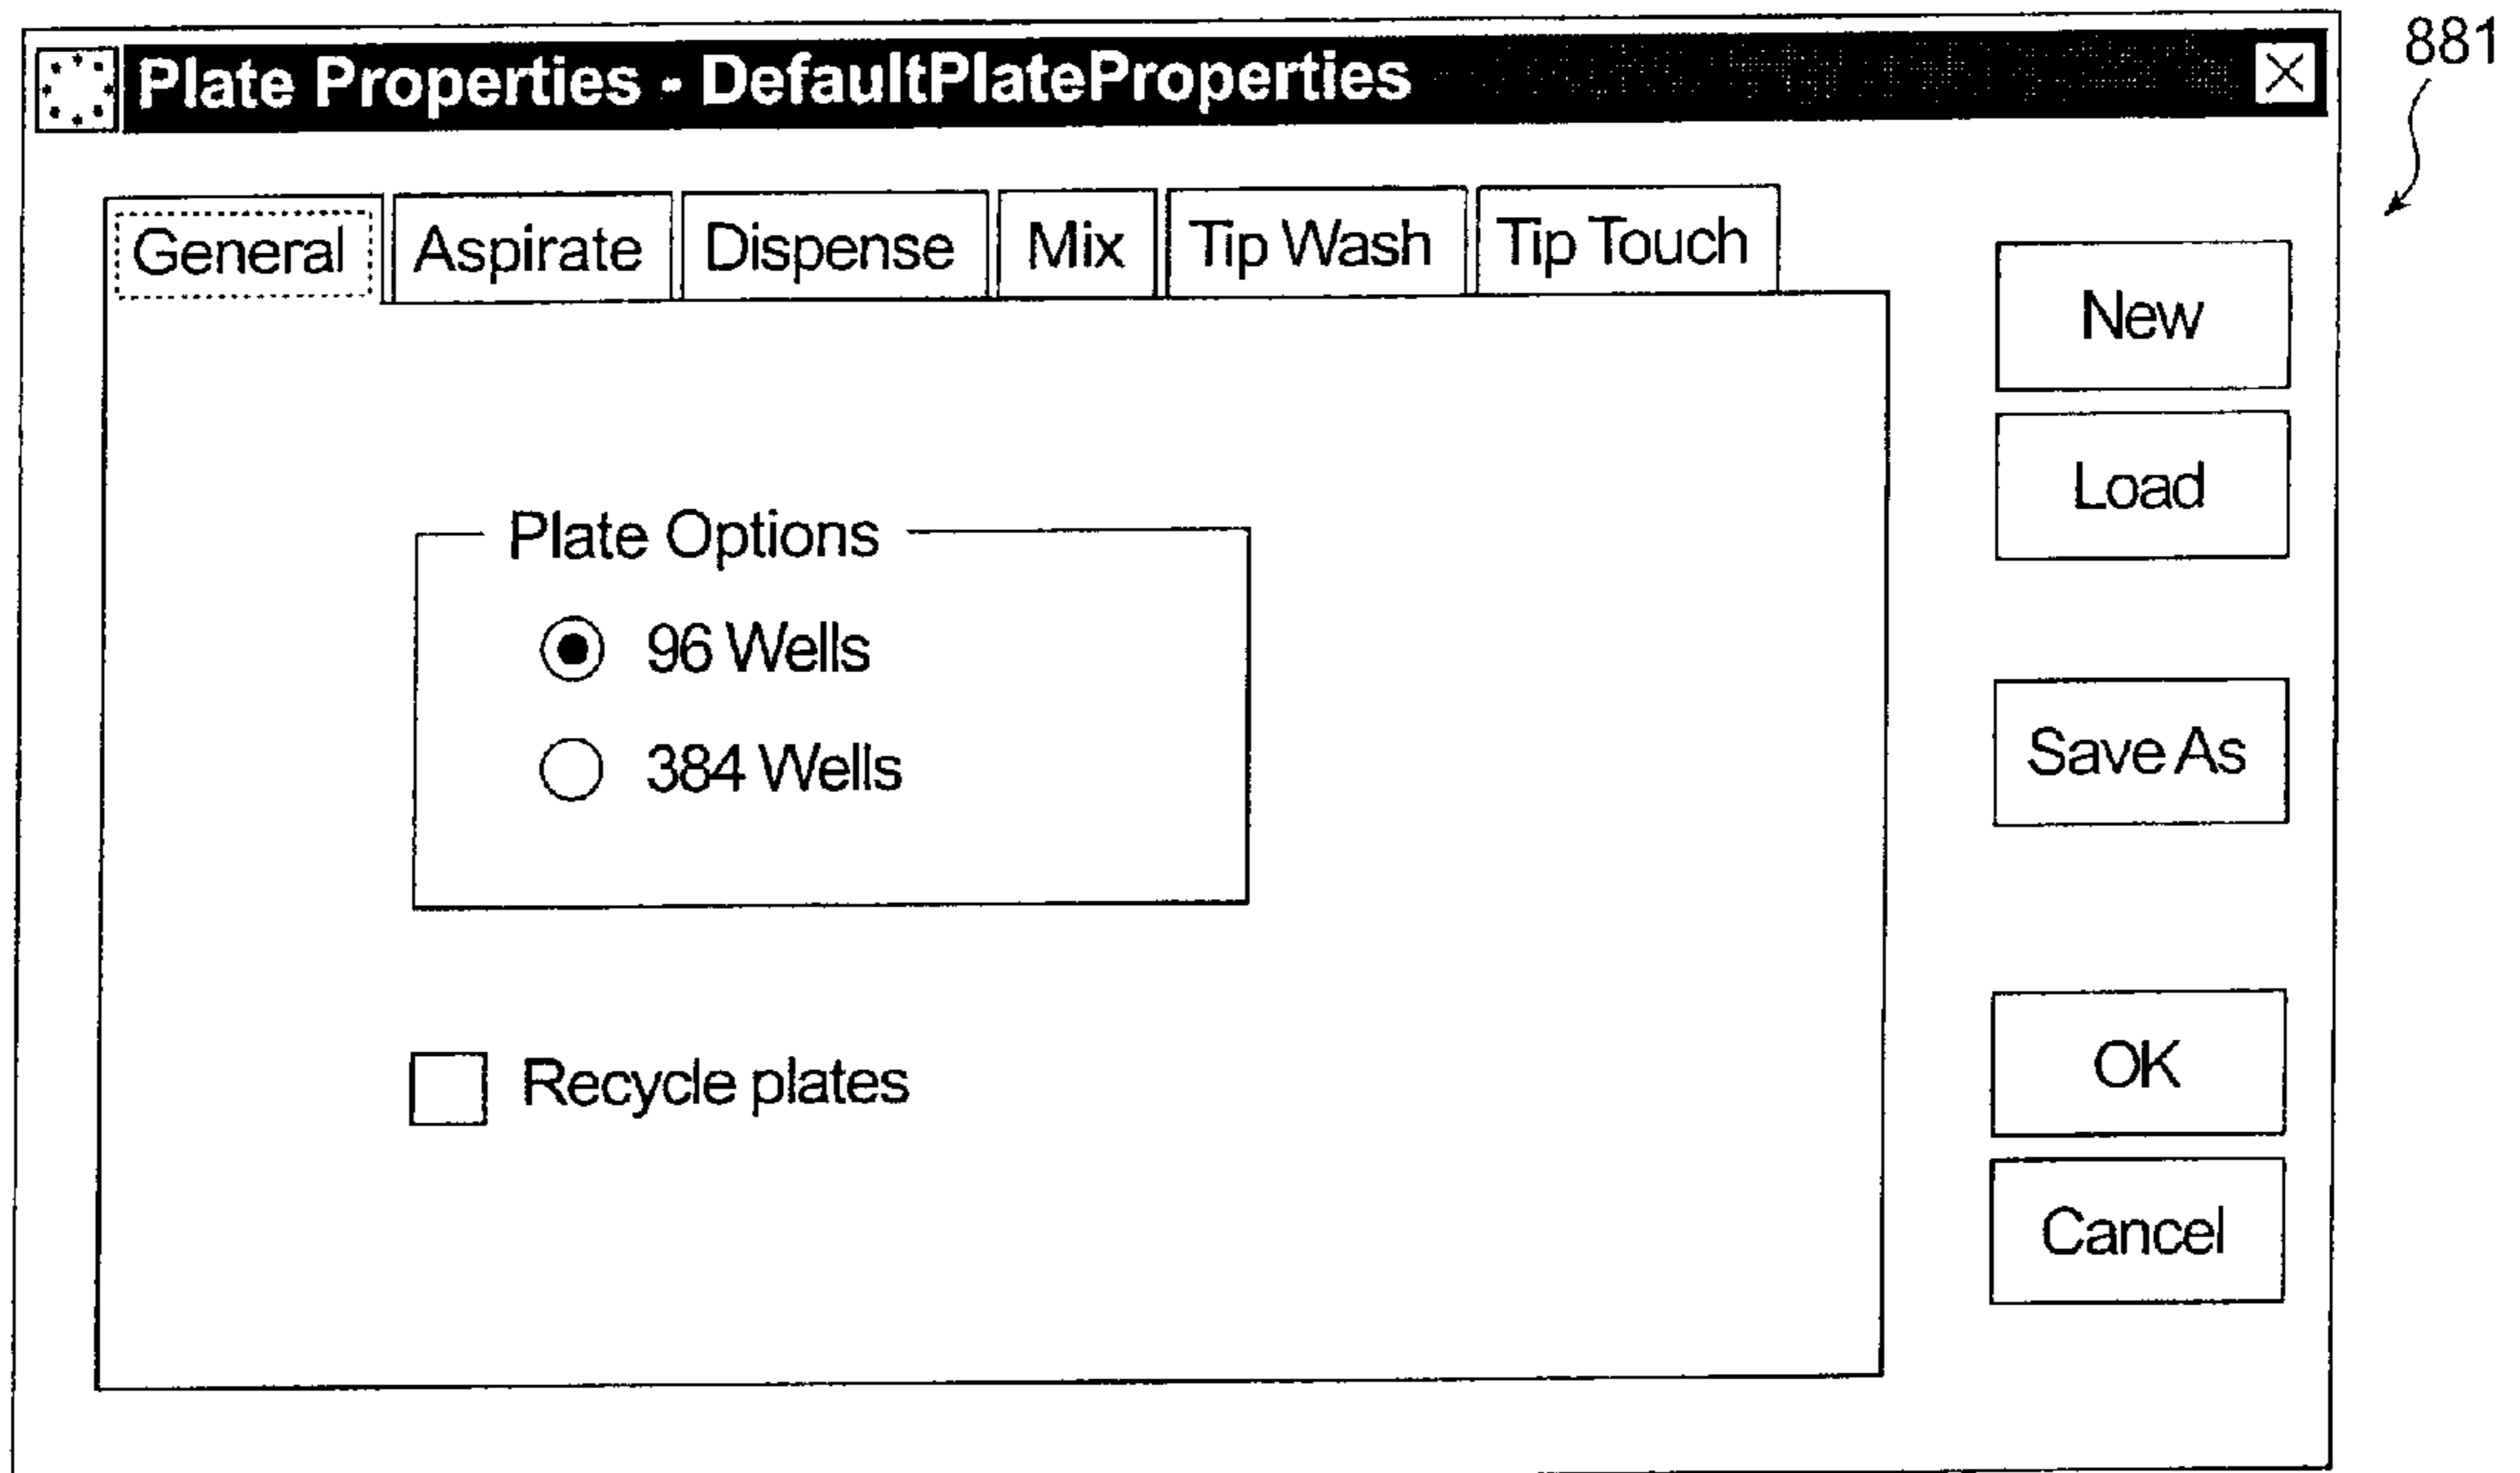 881
Plate Properties - DefaultPlateProperties
General Aspirate Dispense Mix Tip Wash Tip Touch
New
Load
Plate Options
96 Wells
384 Wells
Save As
Recycle plates
OK
Cancel